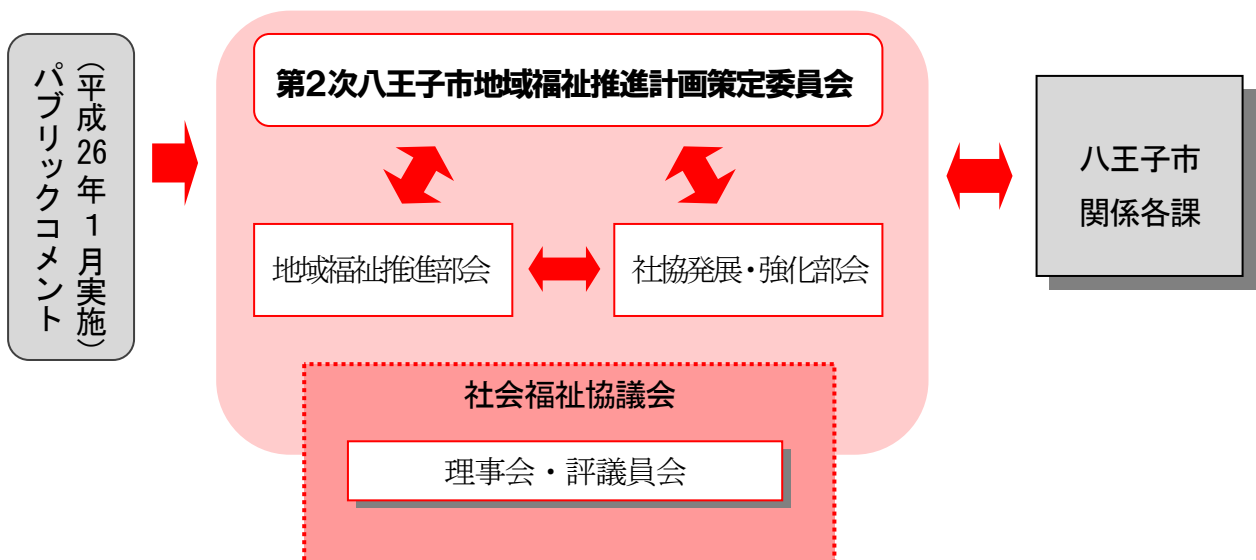 パブリックコメント
（平成26年１月実施）
第2次八王子市地域福祉推進計画策定委員会
地域福祉推進部会
社協発展・強化部会
八王子市
関係各課
社会福祉協議会
理事会・評議員会